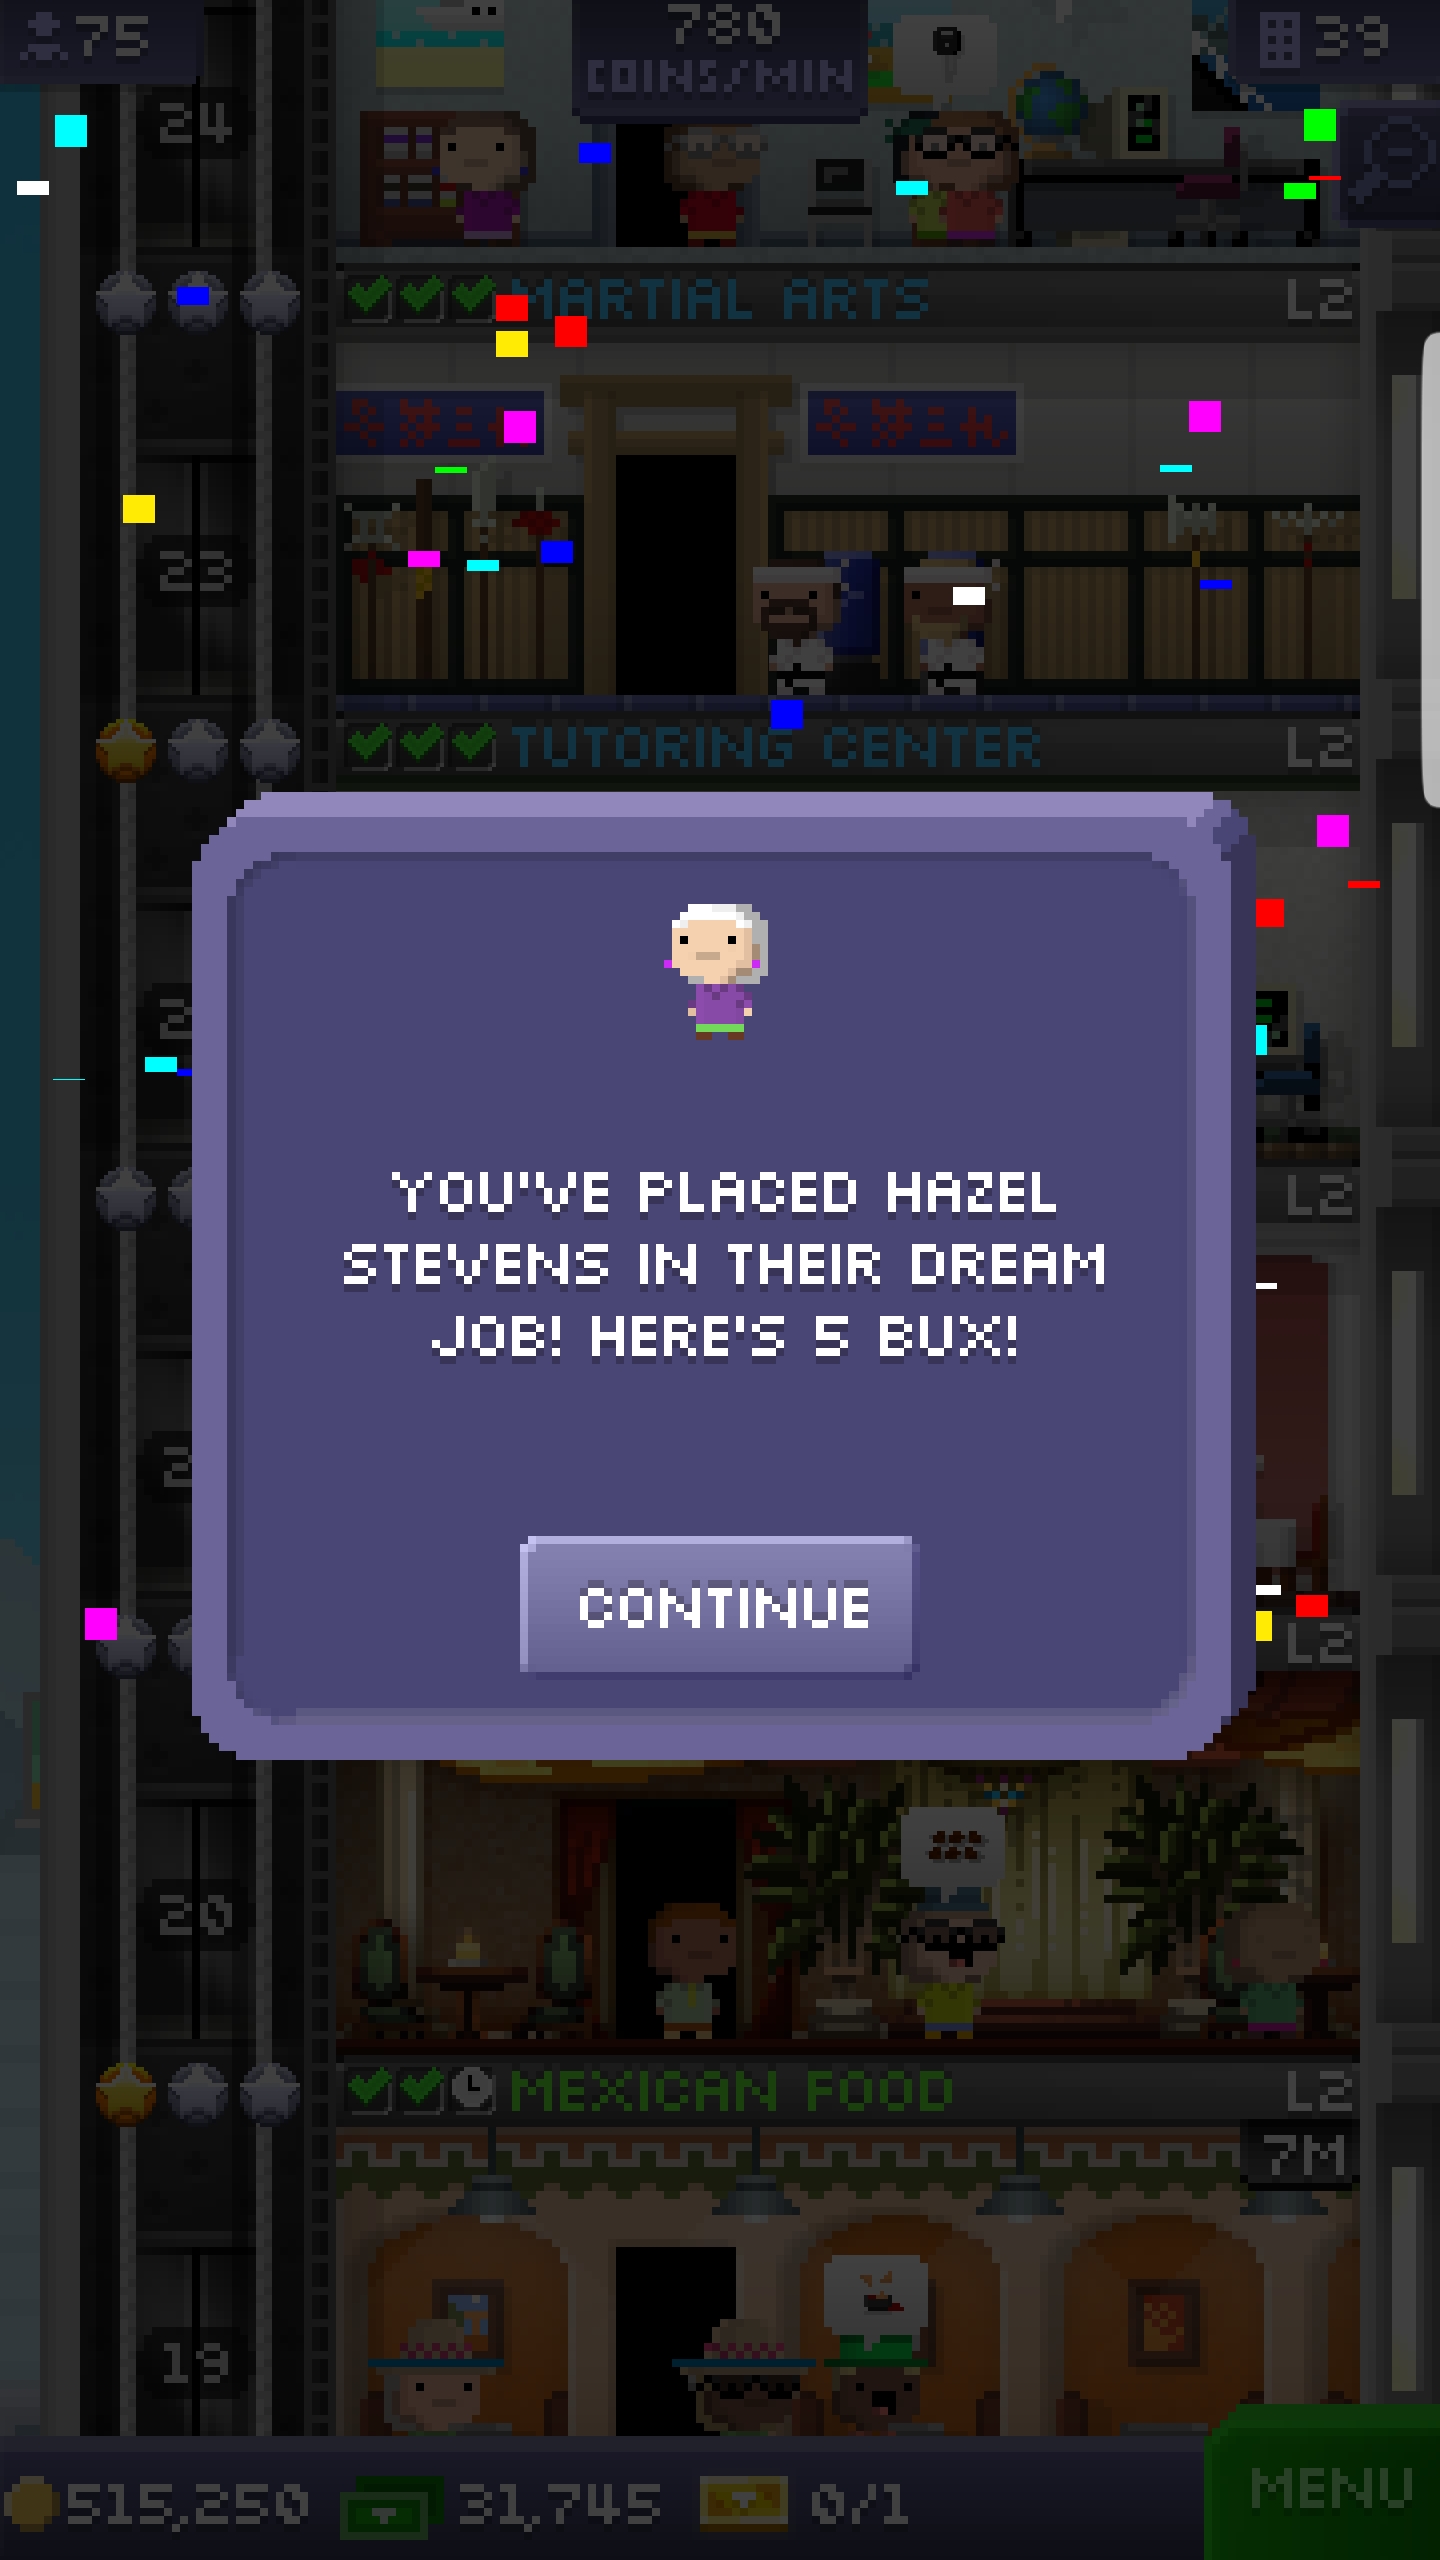 75
780
COINS/MIN
39
24
MARTIAL ARTS
L2
23
TUTORING CENTER
L2
L2
YOU'VE PLACED HAZEL
STEVENS IN THEIR DREAM
JOB! HERE'S 5 BUX!
CONTINUE
L2
20
MEXICAN FOOD
L2
7M
19
515,250
31,745
0/1
MENU